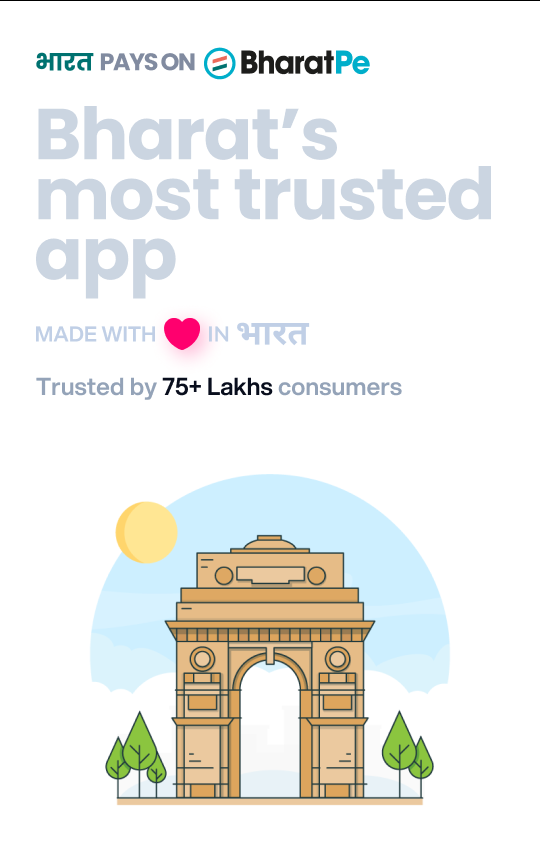 भारत PAYS ON BharatPe
Bharat’s
most trusted
app
MADE WITH IN भारत
Trusted by 75+ Lakhs consumers